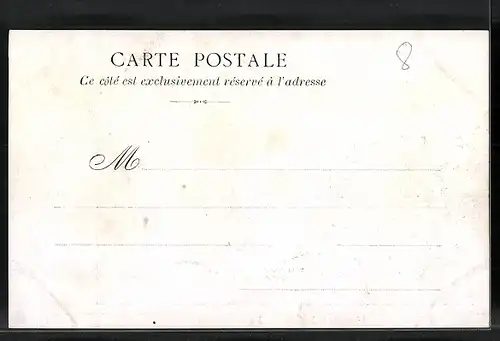 CARTE POSTALE
8
Ce côté est exclusivement réservé à l'adresse
M